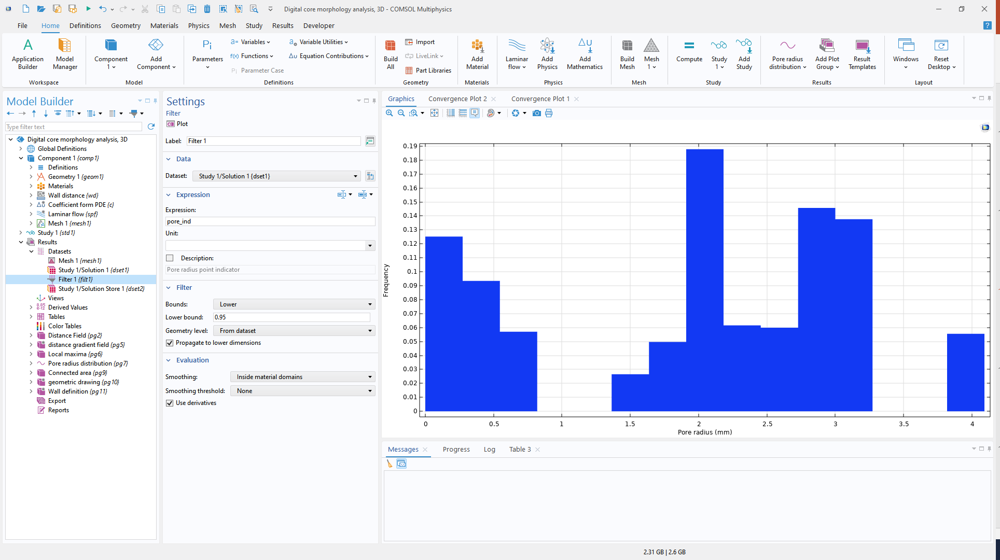 Digital core morphology analysis, 3D - COMSOL Multiphysics
File Home Definitions Geometry Materials Physics Mesh Study Results Developer
Application Builder
Model Manager
Workspace
Component 1
Add Component
Model
Parameters
a= Variables
f(x) Functions
Pi Parameter Case
Variable Utilities
Equation Contributions
Definitions
Build All
Import
LiveLink
Part Libraries
Geometry
Add Material
Materials
Laminar flow
Add Physics
Add Mathematics
Physics
Build Mesh
Mesh 1
Mesh
Compute
Study 1
Add Study
Study
Pore radius distribution
Add Plot Group
Result Templates
Results
Windows
Reset Desktop
Layout
Model Builder
Type filter text
Digital core morphology analysis, 3D
Global Definitions
Component 1 {comp1}
Definitions
Geometry 1 {geom1}
Materials
Wall distance {wd}
Coefficient form PDE {c}
Laminar flow {spf}
Mesh 1 {mesh1}
Study 1 {std1}
Results
Datasets
Mesh 1 {mesh1}
Study 1/Solution 1 {dset1}
Filter 1 {filt1}
Study 1/Solution Store 1 {dset2}
Views
Derived Values
Tables
Color Tables
Distance Field {pg2}
distance gradient field {pg5}
Local maxima {pg6}
Pore radius distribution {pg7}
Connected area {pg9}
geometric drawing {pg10}
Wall definition {pg11}
Export
Reports
Settings
Filter
Plot
Label: Filter 1
Data
Dataset: Study 1/Solution 1 {dset1}
Expression
Expression:
pore_ind
Unit:
Description:
Pore radius point indicator
Filter
Bounds: Lower
Lower bound: 0.95
Geometry level: From dataset
Propagate to lower dimensions
Evaluation
Smoothing: Inside material domains
Smoothing threshold: None
Use derivatives
Graphics Convergence Plot 2 Convergence Plot 1
0.19
0.18
0.17
0.16
0.15
0.14
0.13
0.12
0.11
0.1
0.09
0.08
0.07
0.06
0.05
0.04
0.03
0.02
0.01
0
Frequency
0 0.5 1 1.5 2 2.5 3 3.5 4
Pore radius (mm)
Messages Progress Log Table 3
2.31 GB | 2.6 GB